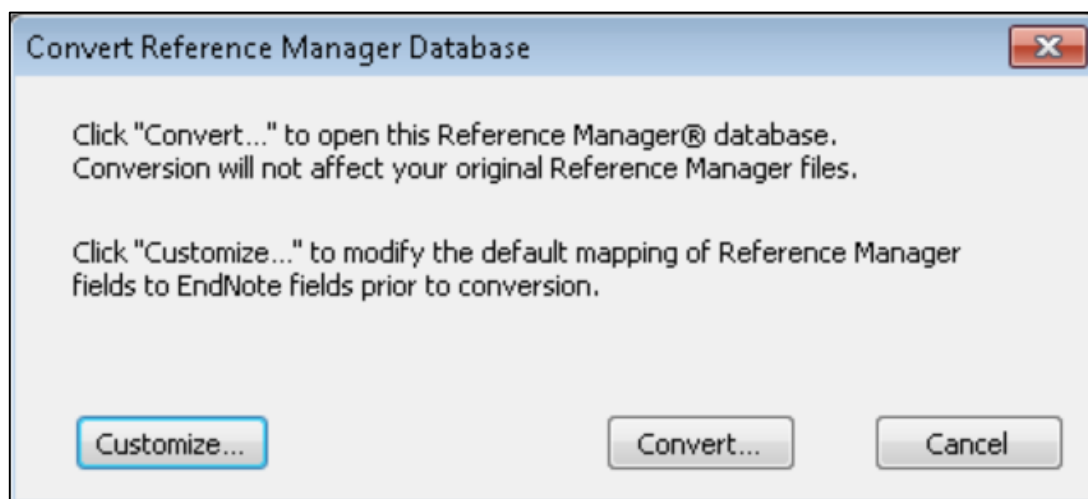 Convert Reference Manager Database
Click "Convert..." to open this Reference Manager® database.
Conversion will not affect your original Reference Manager files.
Click "Customize..." to modify the default mapping of Reference Manager
fields to EndNote fields prior to conversion.
Customize... Convert... Cancel